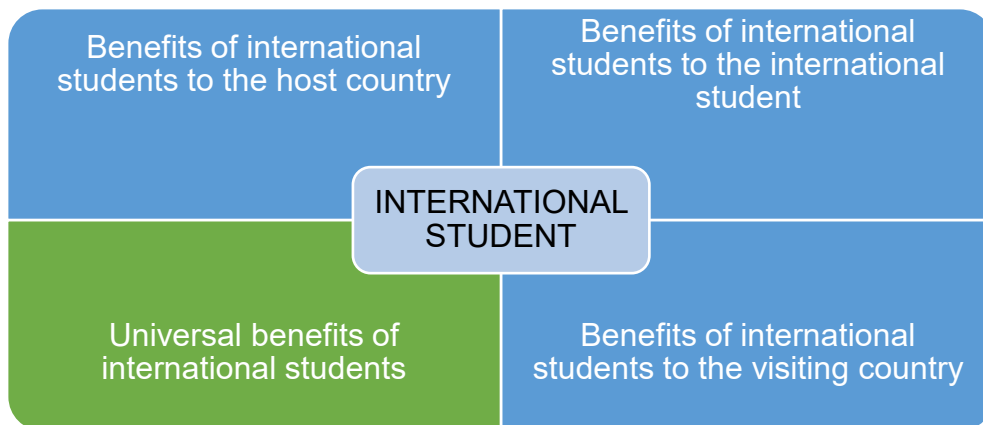 Benefits of international
students to the host country
Benefits of international
students to the international
student
INTERNATIONAL
STUDENT
Universal benefits of
international students
Benefits of international
students to the visiting country